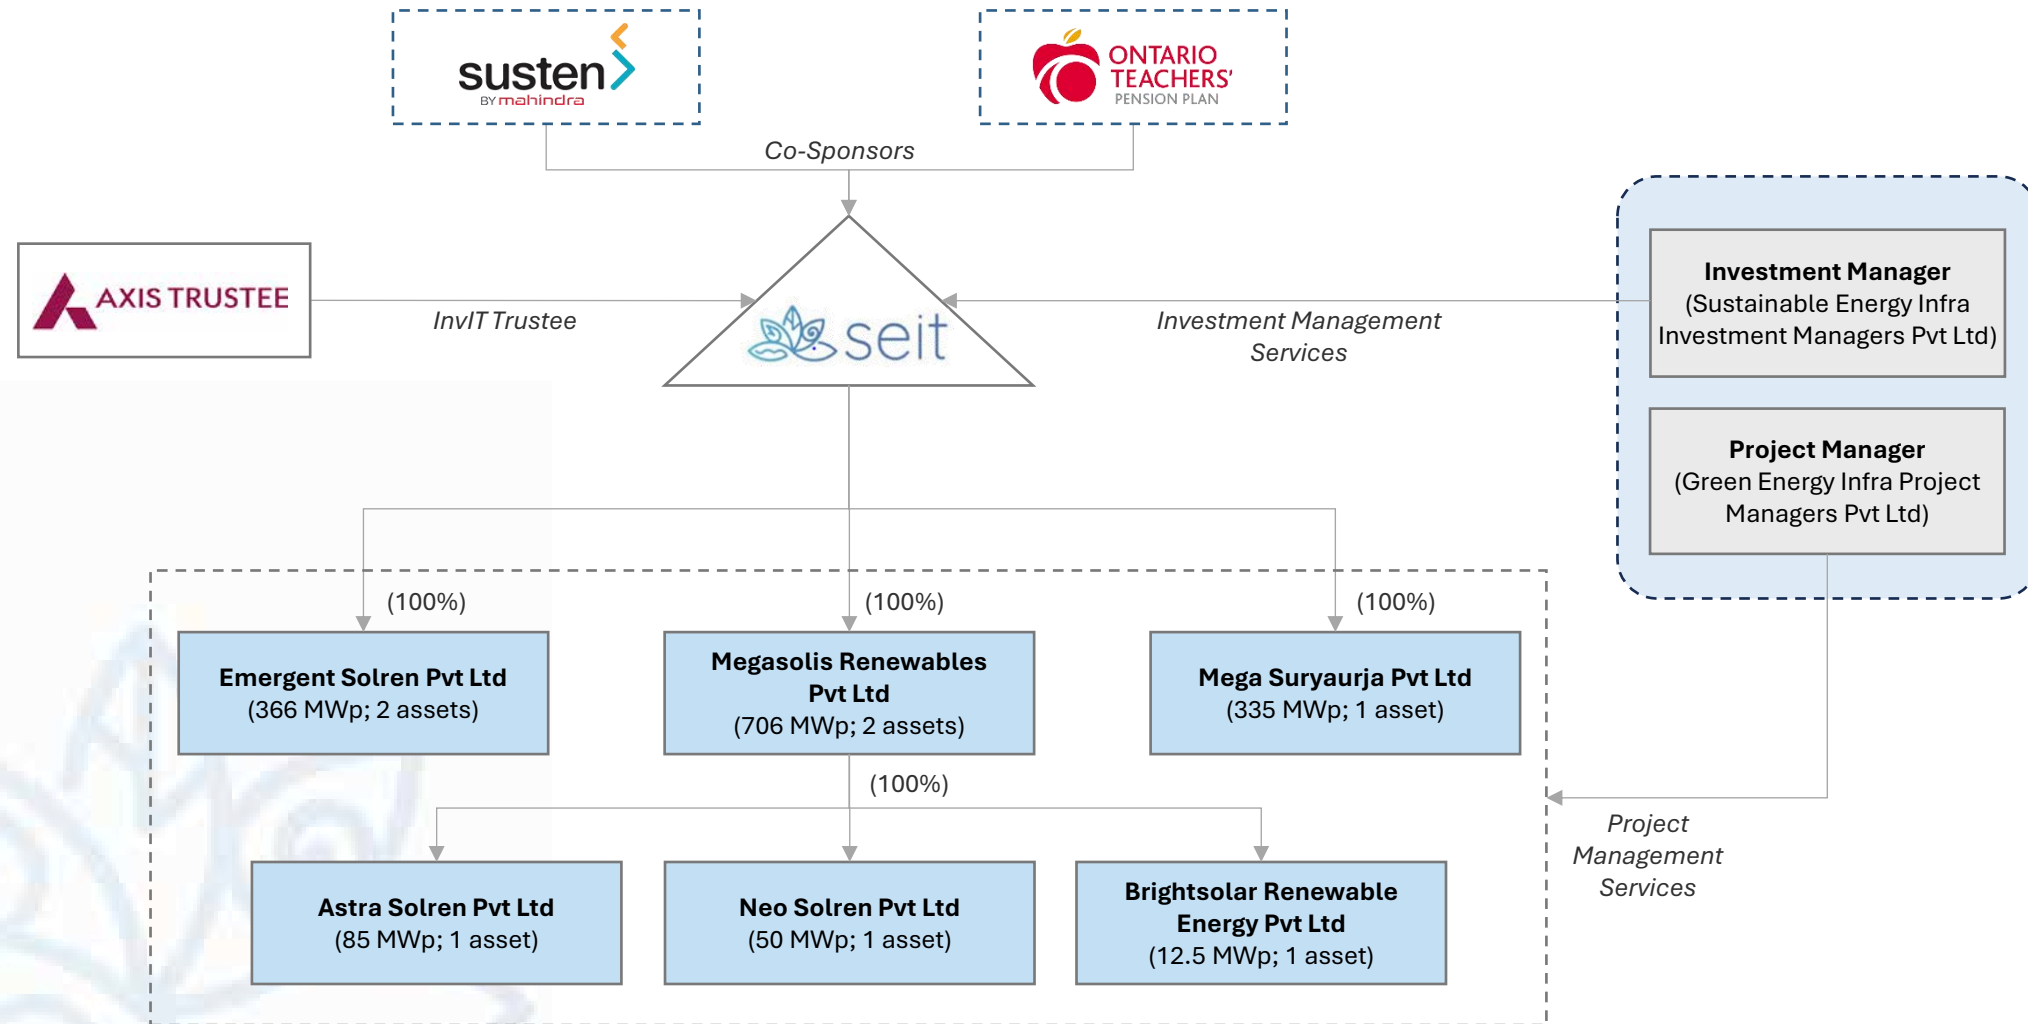 susten
BY mahindra
ONTARIO
TEACHERS'
PENSION PLAN
Co-Sponsors
AXIS TRUSTEE
InvIT Trustee
seit
Investment Management
Services
Investment Manager
(Sustainable Energy Infra
Investment Managers Pvt Ltd)
Project Manager
(Green Energy Infra Project
Managers Pvt Ltd)
(100%)
(100%)
(100%)
Emergent Solren Pvt Ltd
(366 MWp; 2 assets)
Megasolis Renewables
Pvt Ltd
(706 MWp; 2 assets)
Mega Suryaurja Pvt Ltd
(335 MWp; 1 asset)
(100%)
Project
Management
Services
Astra Solren Pvt Ltd
(85 MWp; 1 asset)
Neo Solren Pvt Ltd
(50 MWp; 1 asset)
Brightsolar Renewable
Energy Pvt Ltd
(12.5 MWp; 1 asset)